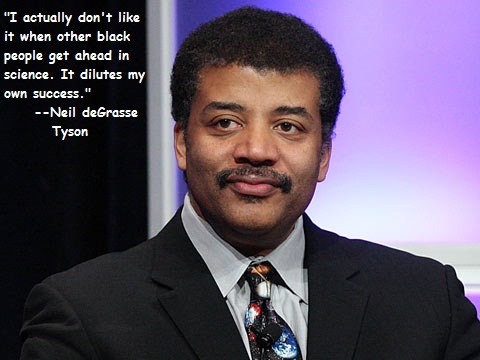 "I actually don't like
it when other black
people get ahead in
science. It dilutes my
own success."
--Neil deGrasse
Tyson